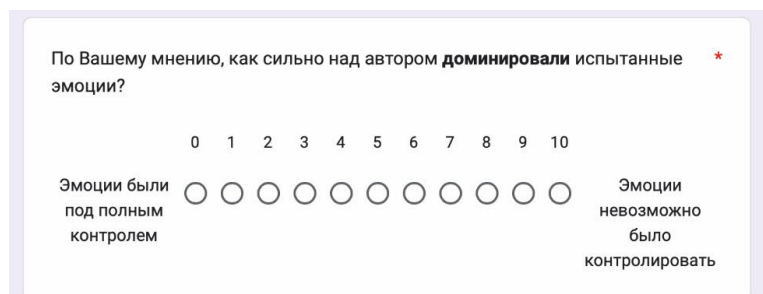 По Вашему мнению, как сильно над автором доминировали испытанные *
эмоции?
0 1 2 3 4 5 6 7 8 9 10
Эмоции были
под полным
контролем
Эмоции
невозможно
было
контролировать